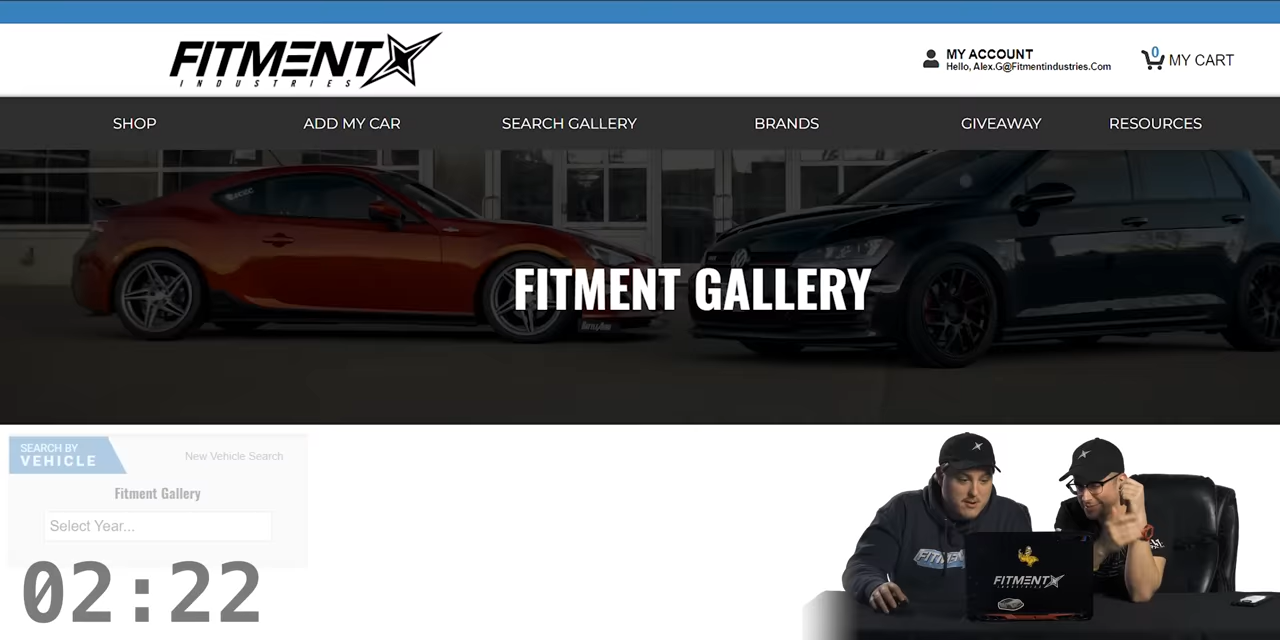 FITMENT
INDUSTRIES
MY ACCOUNT
Hello, Alex.G@Fitmentindustries.Com
0
MY CART
SHOP
ADD MY CAR
SEARCH GALLERY
BRANDS
GIVEAWAY
RESOURCES
FITMENT GALLERY
SEARCH BY
VEHICLE
New Vehicle Search
Fitment Gallery
Select Year...
02:22
FITMENT
INDUSTRIES